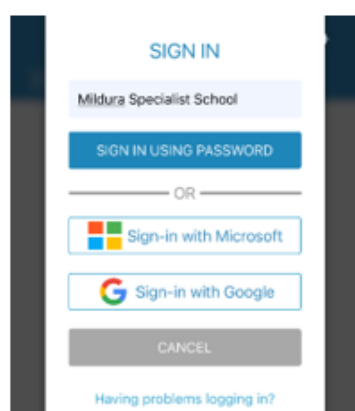 SIGN IN
Mildura Specialist School
SIGN IN USING PASSWORD
OR
Sign-in with Microsoft
Sign-in with Google
CANCEL
Having problems logging in?